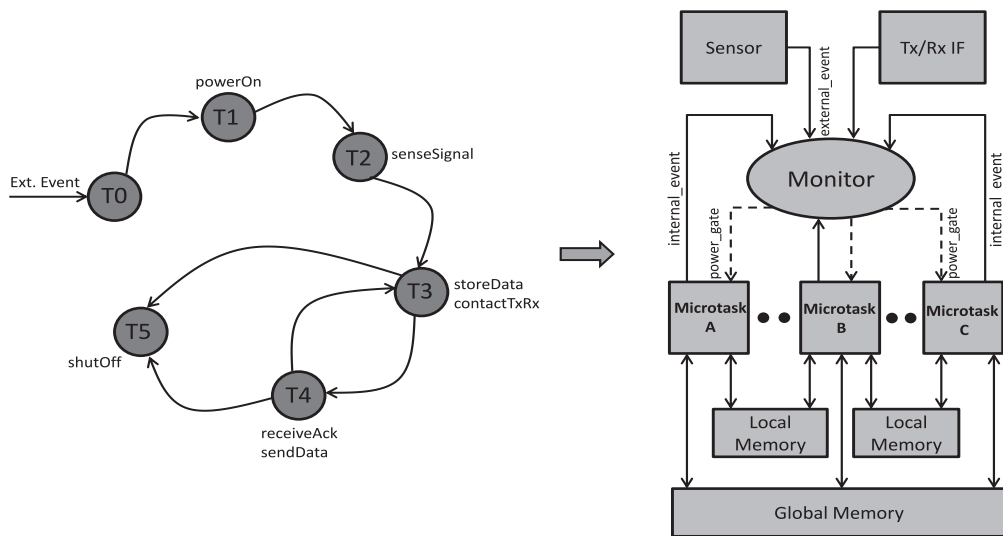 powerOn
T1
T2
senseSignal
Ext. Event
T0
T3
storeData
contactTxRx
T5
shutOff
T4
receiveAck
sendData
Sensor
Tx/Rx IF
external_event
Monitor
internal_event
internal_event
power_gate
power_gate
Microtask
A
Microtask
B
Microtask
C
Local
Memory
Local
Memory
Global Memory